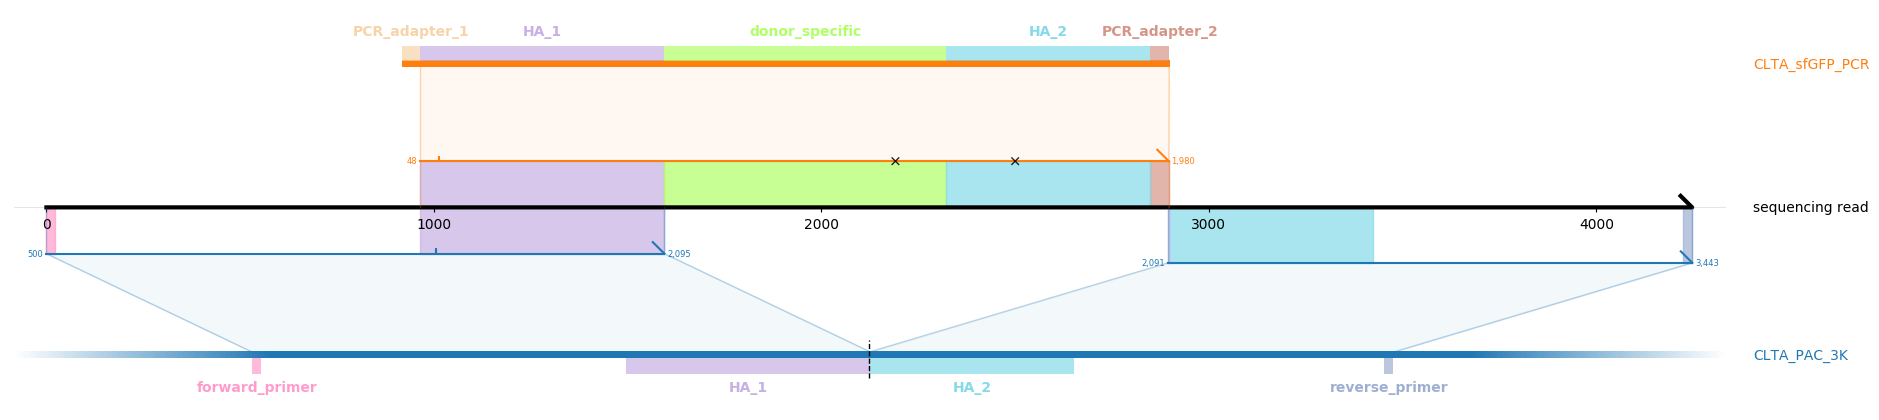 PCR_adapter_1 HA_1 donor_specific HA_2 PCR_adapter_2
CLTA_sfGFP_PCR
48 1,980
sequencing read
0 1000 2000 3000 4000
500 2,095 2,091 3,443
CLTA_PAC_3K
forward_primer HA_1 HA_2 reverse_primer